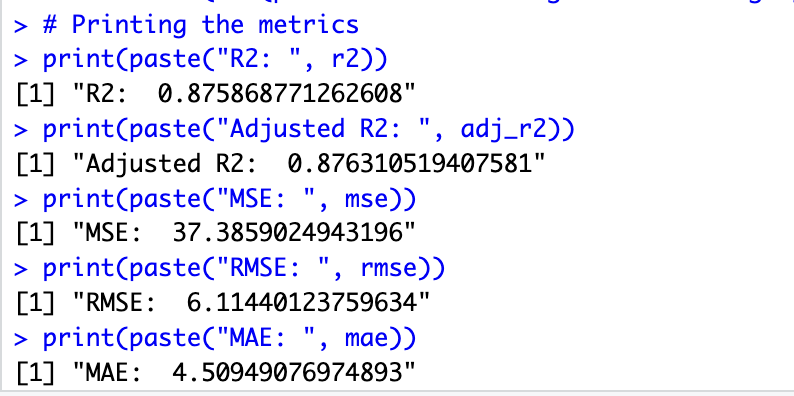 > # Printing the metrics
> print(paste("R2: ", r2))
[1] "R2:  0.875868771262608"
> print(paste("Adjusted R2: ", adj_r2))
[1] "Adjusted R2:  0.876310519407581"
> print(paste("MSE: ", mse))
[1] "MSE:  37.3859024943196"
> print(paste("RMSE: ", rmse))
[1] "RMSE:  6.11440123759634"
> print(paste("MAE: ", mae))
[1] "MAE:  4.50949076974893"